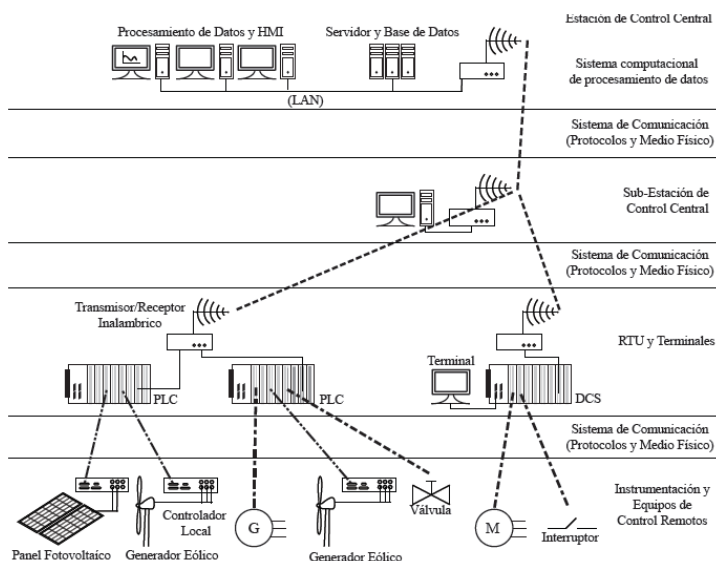 Estación de Control Central
Procesamiento de Datos y HMI
Servidor y Base de Datos
Sistema computacional
de procesamiento de datos
(LAN)
Sistema de Comunicación
(Protocolos y Medio Físico)
Sub-Estación de
Control Central
Sistema de Comunicación
(Protocolos y Medio Físico)
Transmisor/Receptor
Inalambrico
RTU y Terminales
Terminal
PLC
PLC
DCS
Sistema de Comunicación
(Protocolos y Medio Físico)
Instrumentación y
Equipos de
Control Remotos
Controlador
Local
Válvula
G
M
Interruptor
Panel Fotovoltaíco
Generador Eólico
Generador Eólico